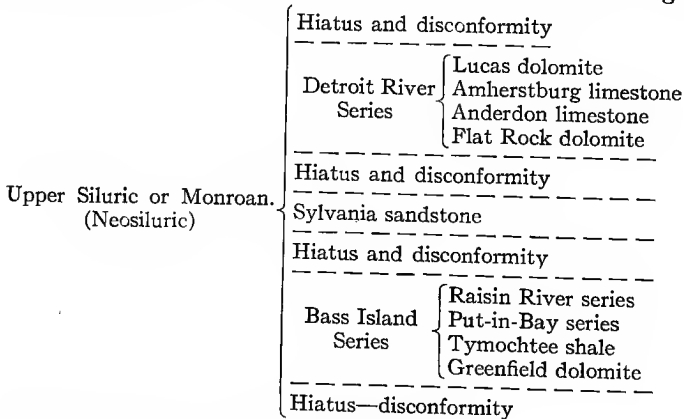 Hiatus and disconformity
Lucas dolomite
Detroit River Amherstburg limestone
Series Anderdon limestone
Flat Rock dolomite
Hiatus and disconformity
Upper Siluric or Monroan.
(Neosiluric)
Sylvania sandstone
Hiatus and disconformity
Raisin River series
Bass Island Put-in-Bay series
Series Tymochtee shale
Greenfield dolomite
Hiatus—disconformity